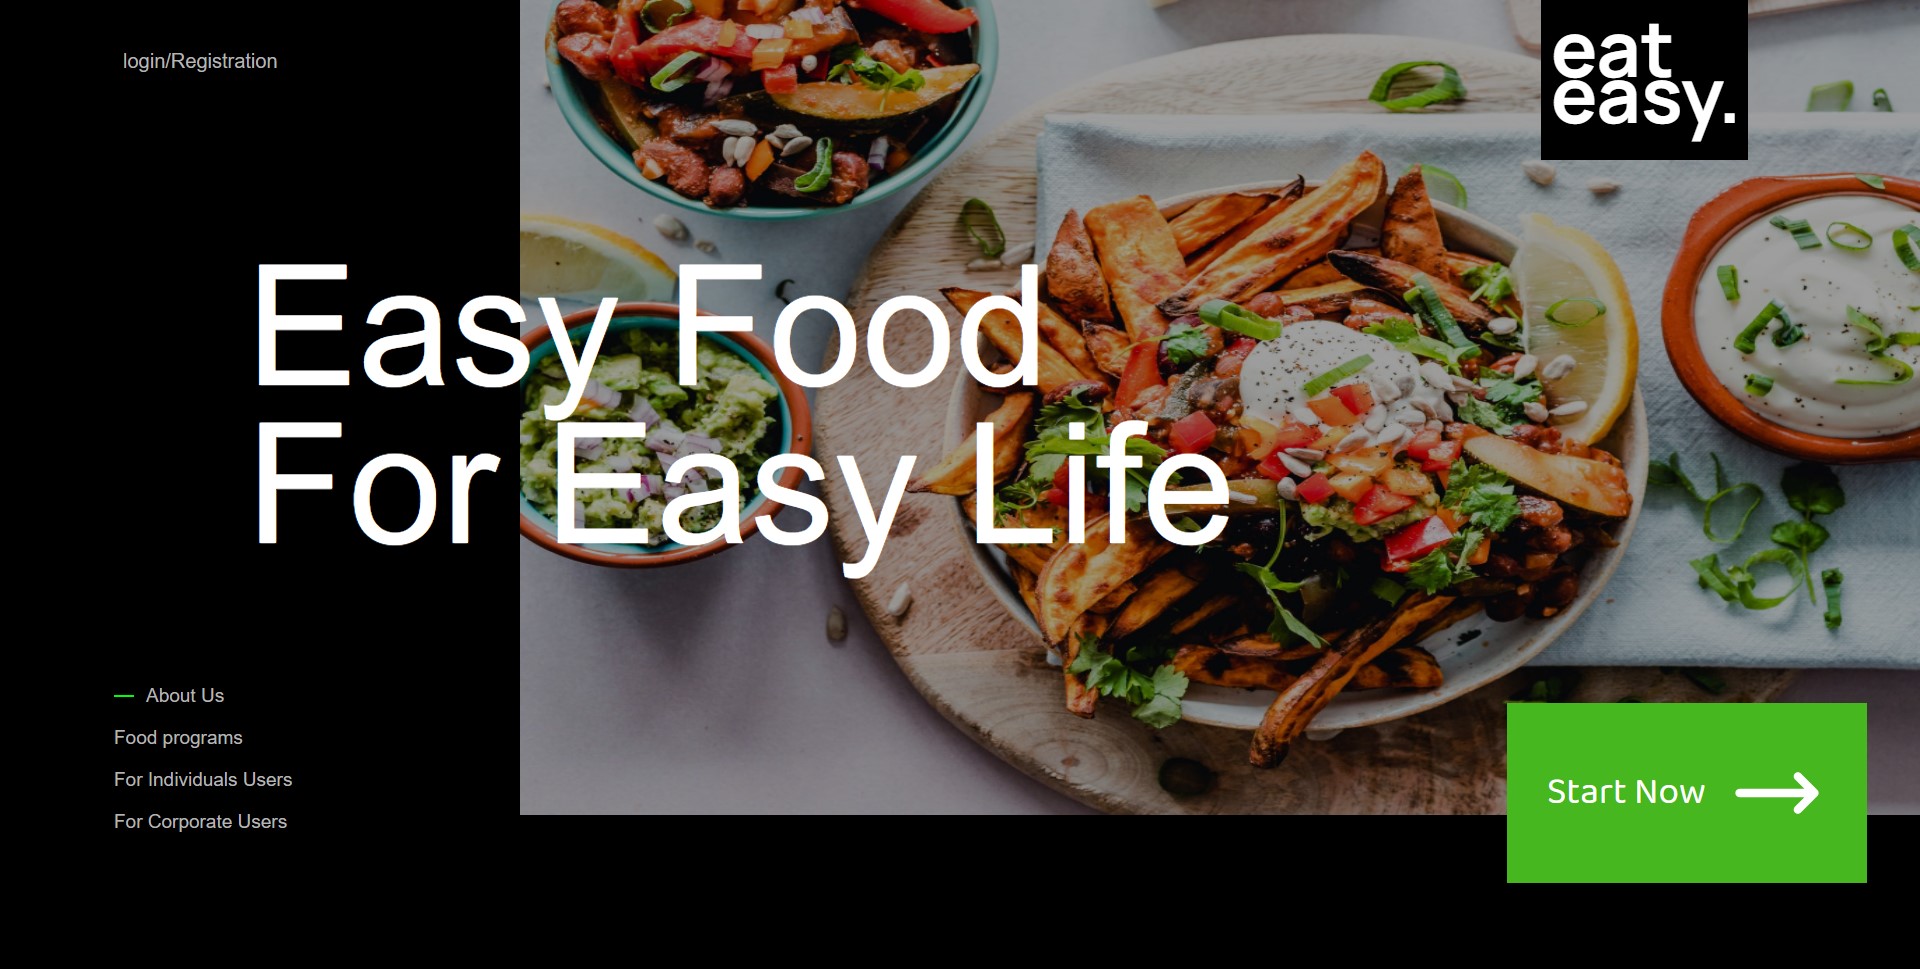 login/Registration
eat
easy.
Easy Food
For Easy Life
About Us
Food programs
For Individuals Users
For Corporate Users
Start Now